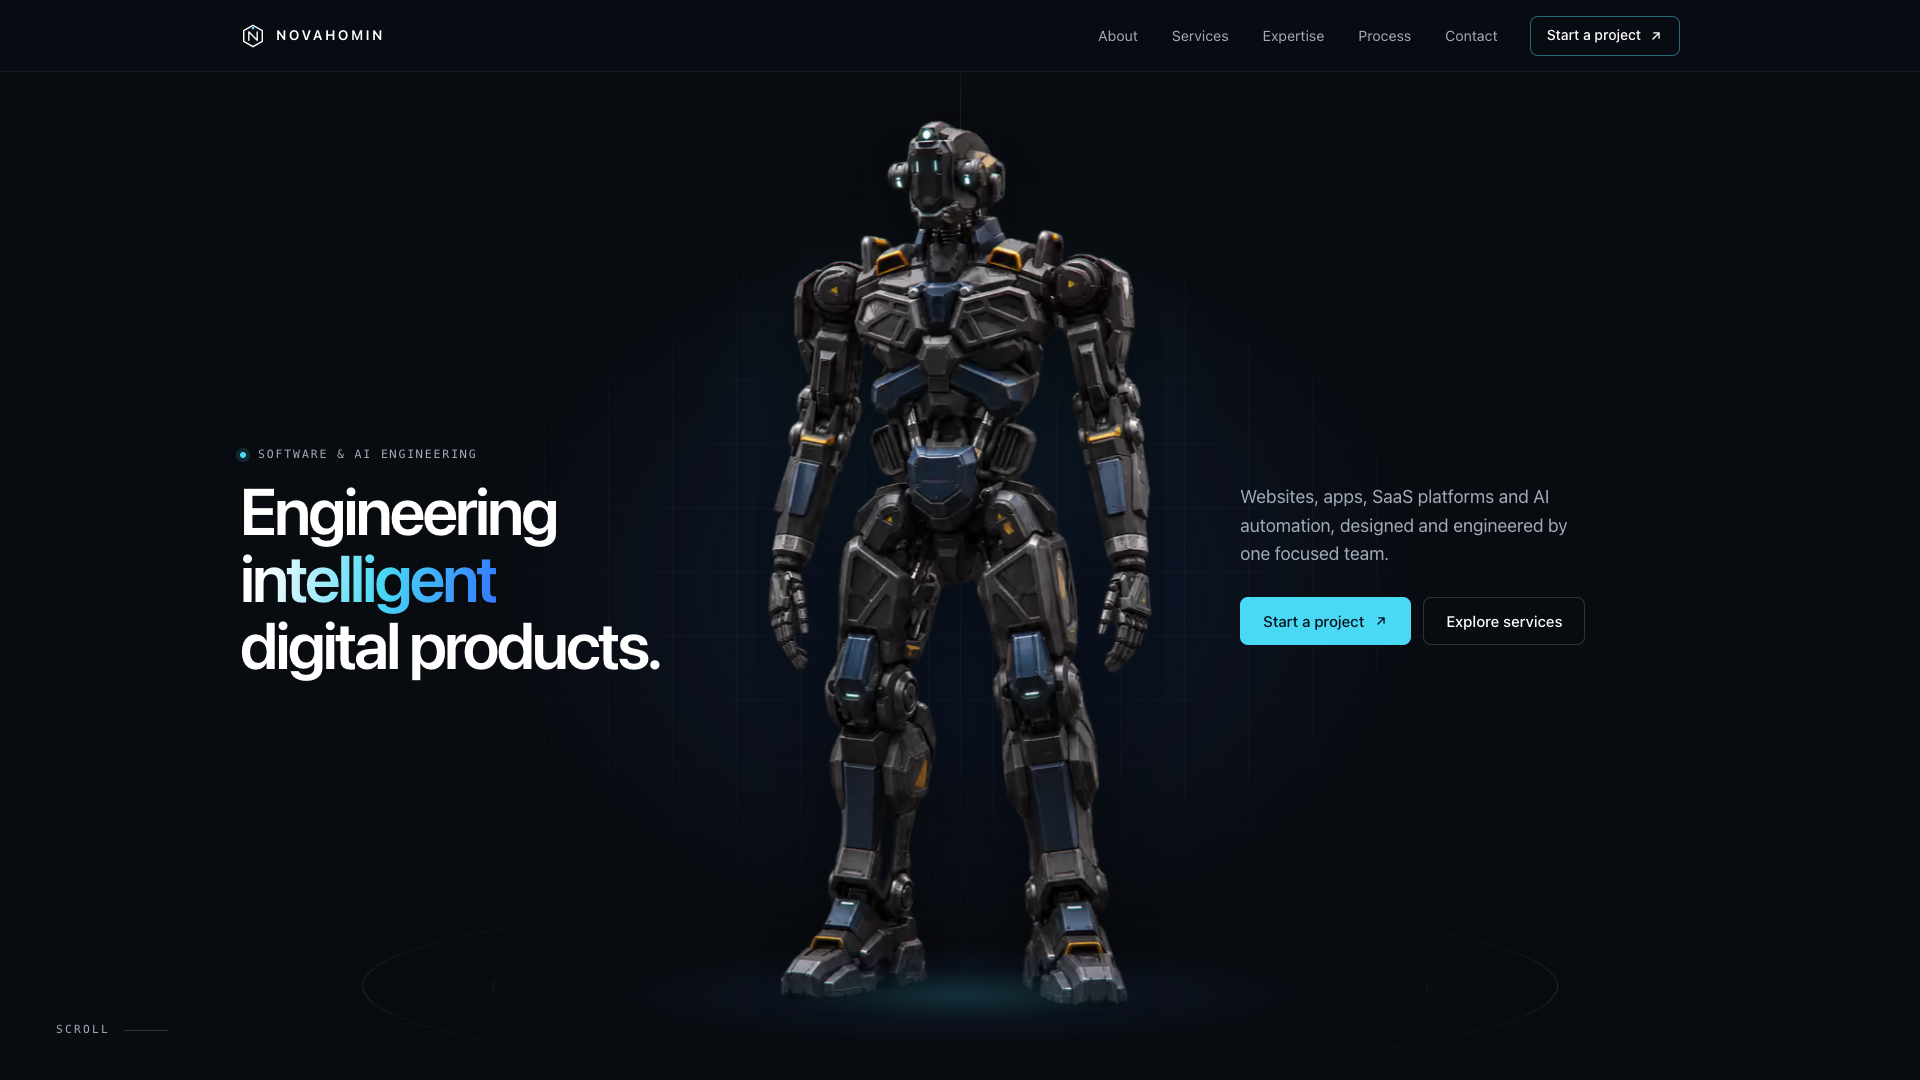 NOVAHOMIN
About
Services
Expertise
Process
Contact
Start a project
SOFTWARE & AI ENGINEERING
Engineering
intelligent
digital products.
Websites, apps, SaaS platforms and AI
automation, designed and engineered by
one focused team.
Start a project
Explore services
SCROLL